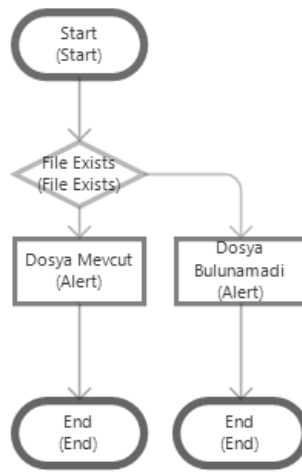 Start
(Start)
File Exists
(File Exists)
Dosya Mevcut
(Alert)
Dosya
Bulunamadi
(Alert)
End
(End)
End
(End)